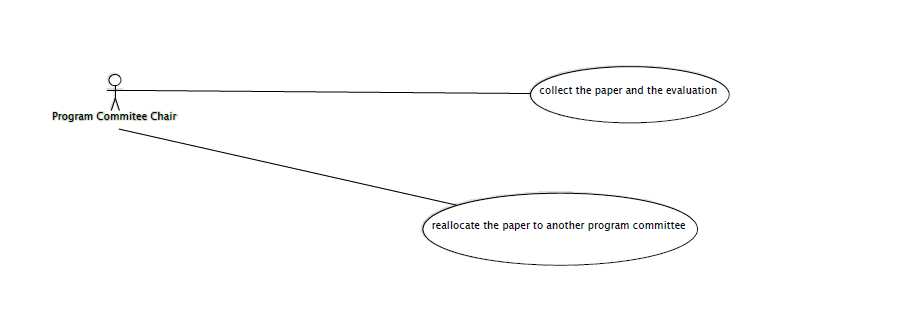 collect the paper and the evaluation
Program Commitee Chair
reallocate the paper to another program committee